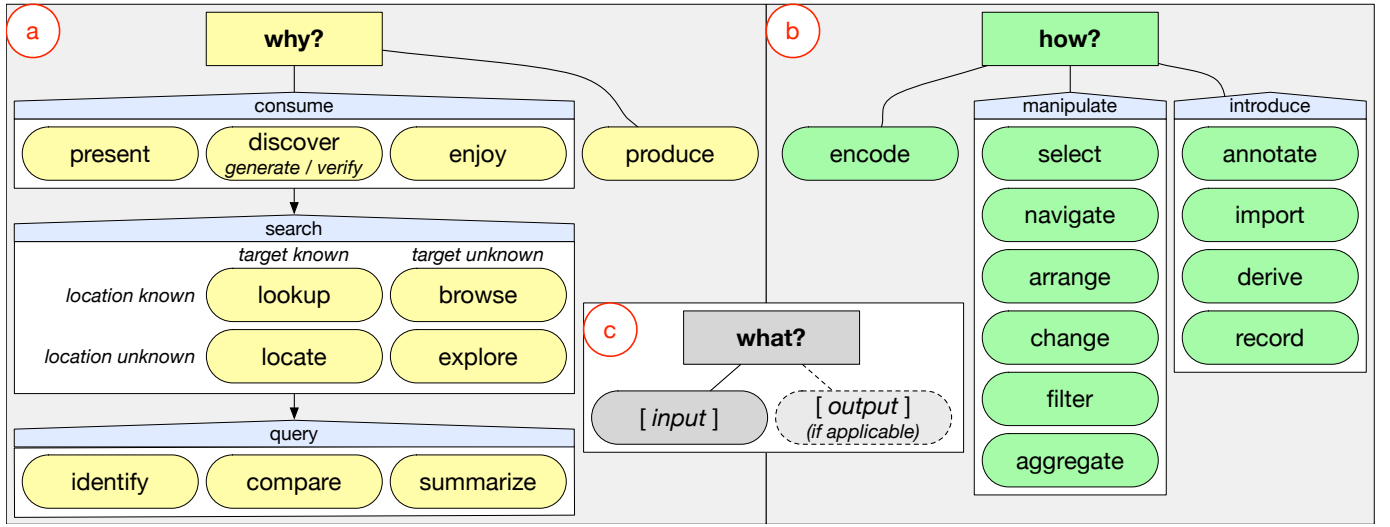 a
why?
consume
present
discover
generate / verify
enjoy
produce
search
target known
target unknown
location known
lookup
browse
location unknown
locate
explore
query
identify
compare
summarize
b
how?
encode
manipulate
select
navigate
arrange
change
filter
aggregate
introduce
annotate
import
derive
record
c
what?
[ input ]
[ output ]
(if applicable)